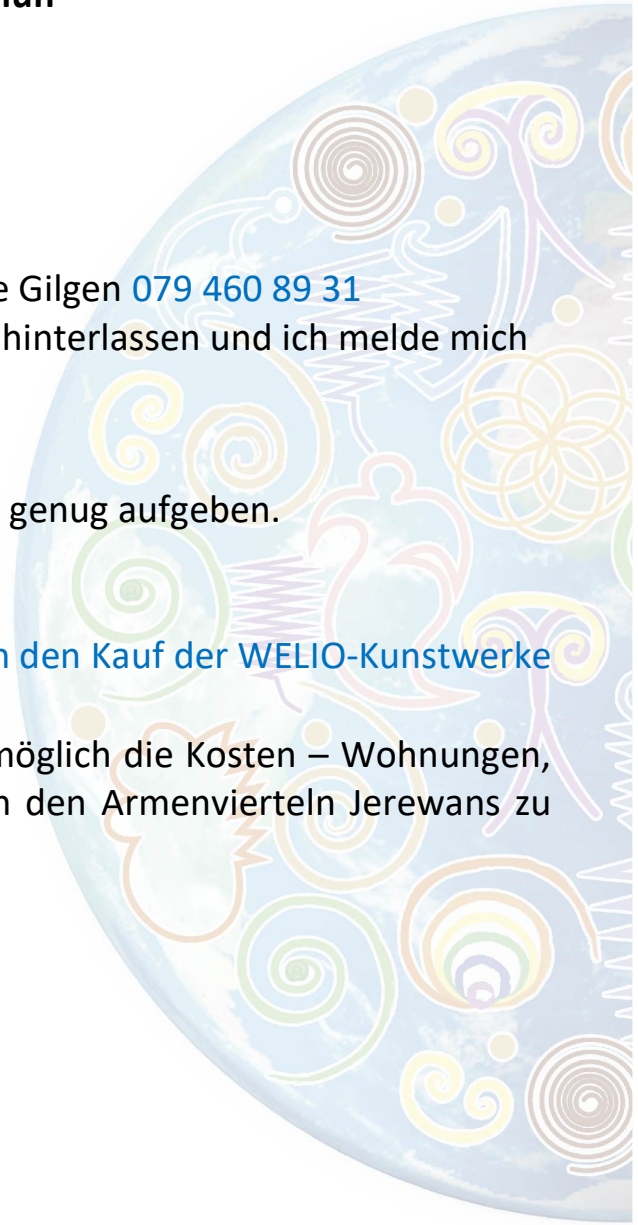 e Gilgen 079 460 89 31
hinterlassen und ich melde mich
genug aufgeben.
den Kauf der WELIO-Kunstwerke
möglich die Kosten – Wohnungen,
n den Armenvierteln Jerewans zu